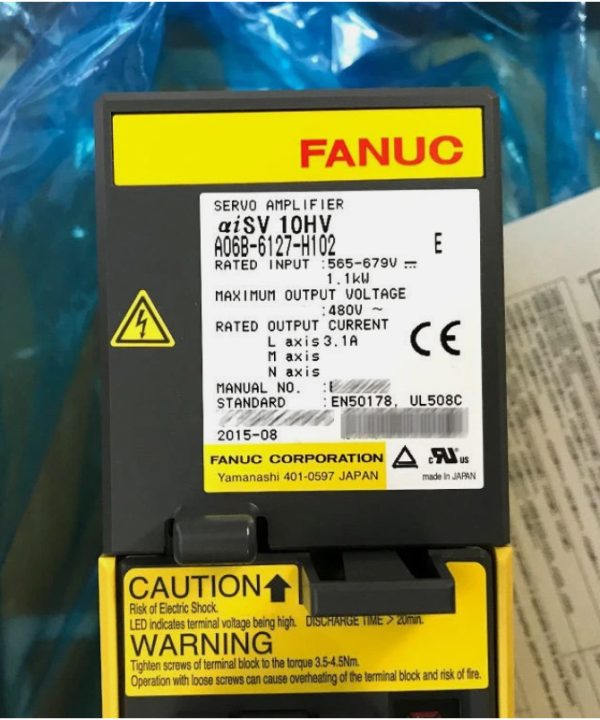 FANUC
SERVO AMPLIFIER
αiSV 10HV
A06B-6127-H102
E
RATED INPUT :565-679V ⎓
1.1kW
MAXIMUM OUTPUT VOLTAGE
:480V ~
RATED OUTPUT CURRENT
L axis 3.1A
M axis
N axis
CE
MANUAL NO. :
STANDARD :EN50178, UL508C
2015-08
FANUC CORPORATION
Yamanashi 401-0597 JAPAN
c RU us
made in JAPAN
CAUTION
Risk of Electric Shock.
LED indicates terminal voltage being high. DISCHARGE TIME > 20min.
WARNING
Tighten screws of terminal block to the torque 3.5-4.5Nm.
Operation with loose screws can cause overheating of the terminal block and risk of fire.